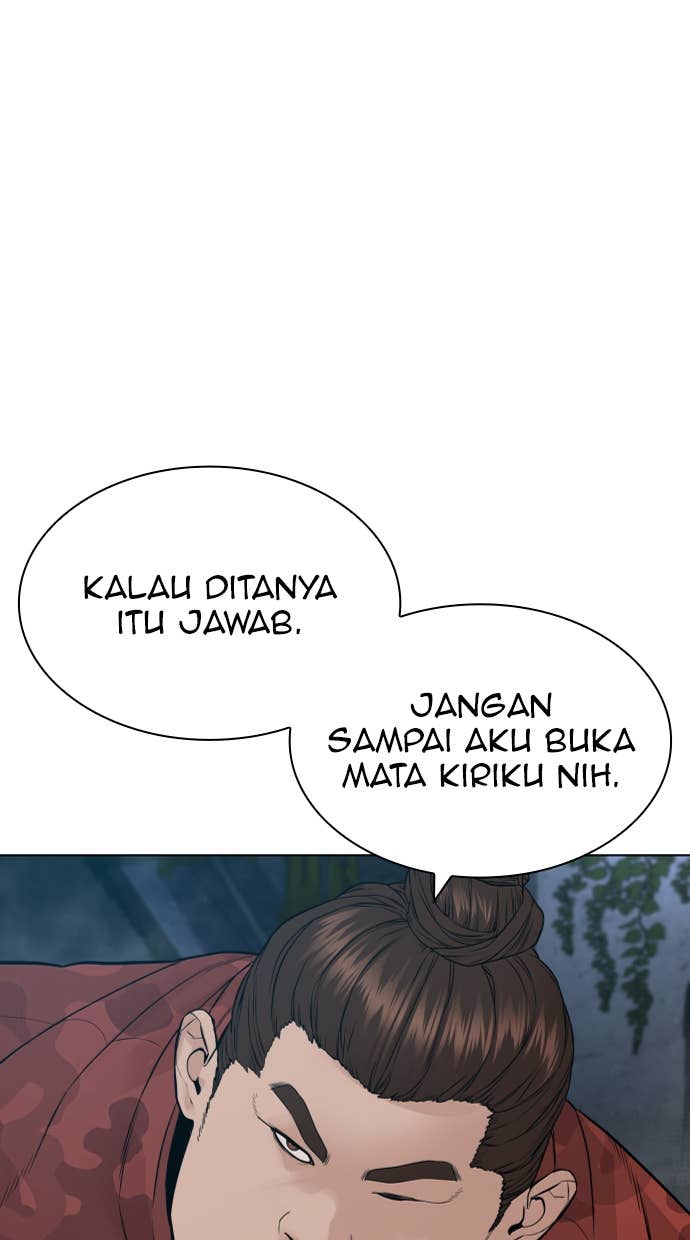 KALAU DITANYA
ITU JAWAB.
JANGAN
SAMPAI AKU BUKA
MATA KIRIKU NIH.